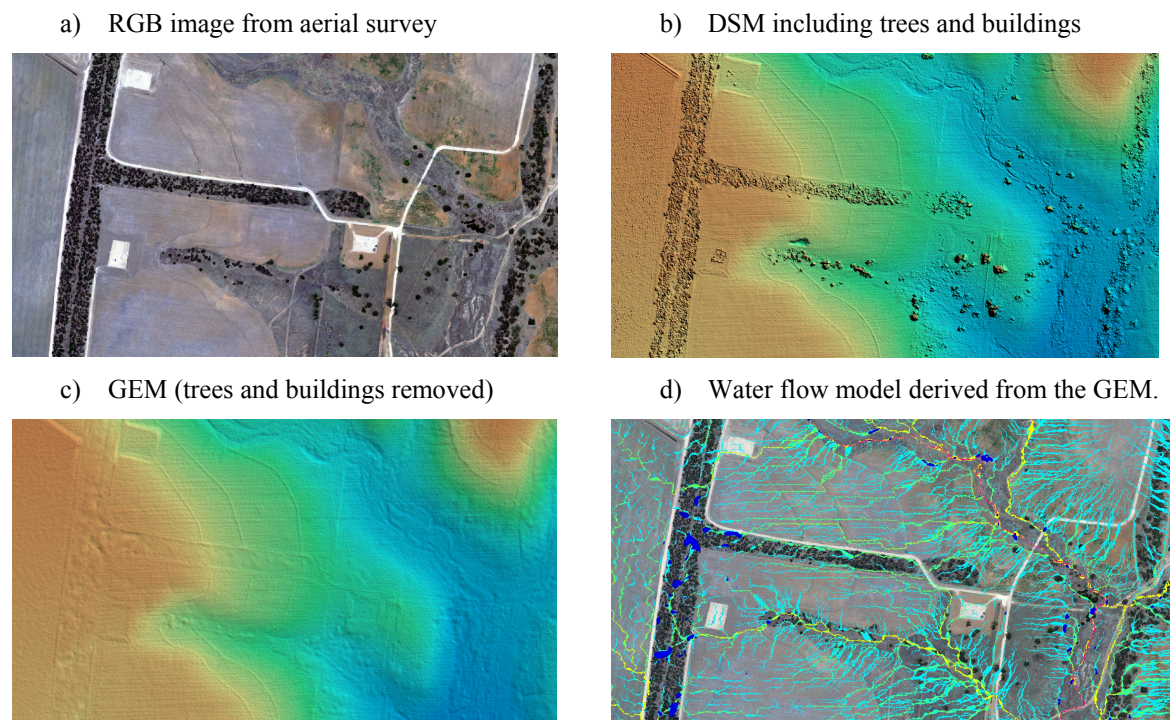 a) RGB image from aerial survey
b) DSM including trees and buildings
c) GEM (trees and buildings removed)
d) Water flow model derived from the GEM.